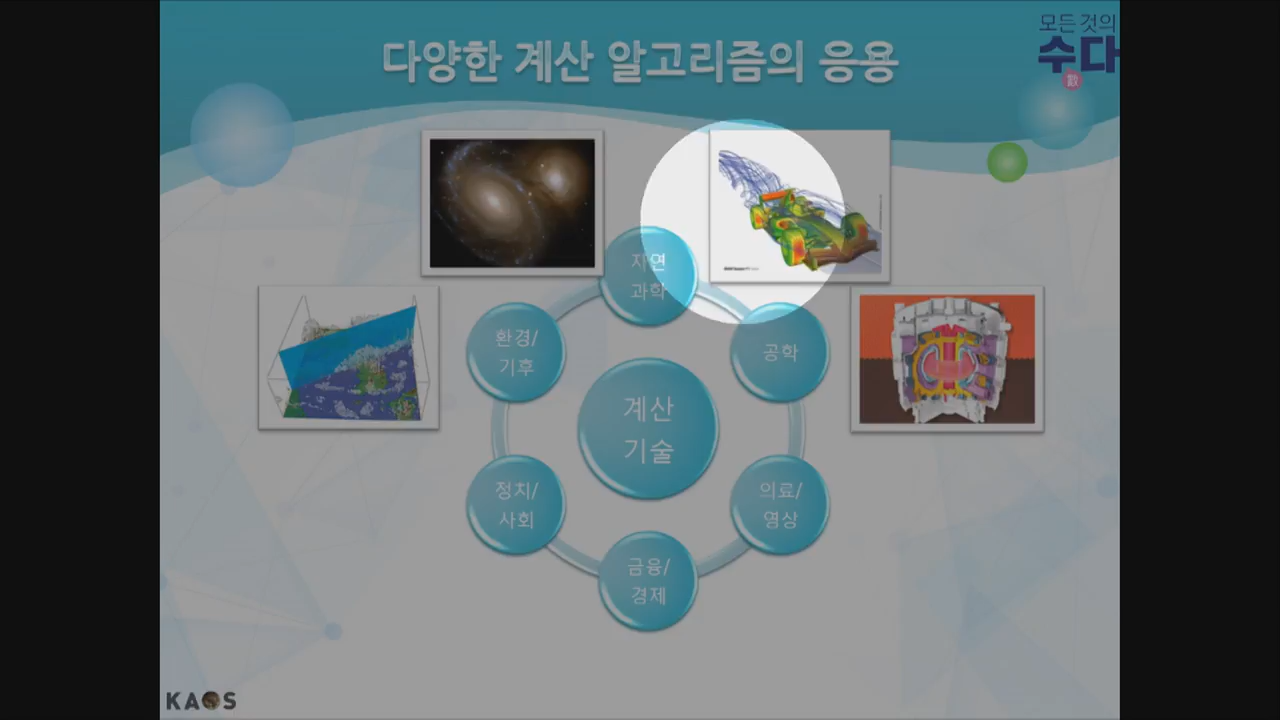 다양한 계산 알고리즘의 응용
모든 것의
수다
數
자연
과학
환경/
기후
공학
계산
기술
정치/
사회
의료/
영상
금융/
경제
KAOS